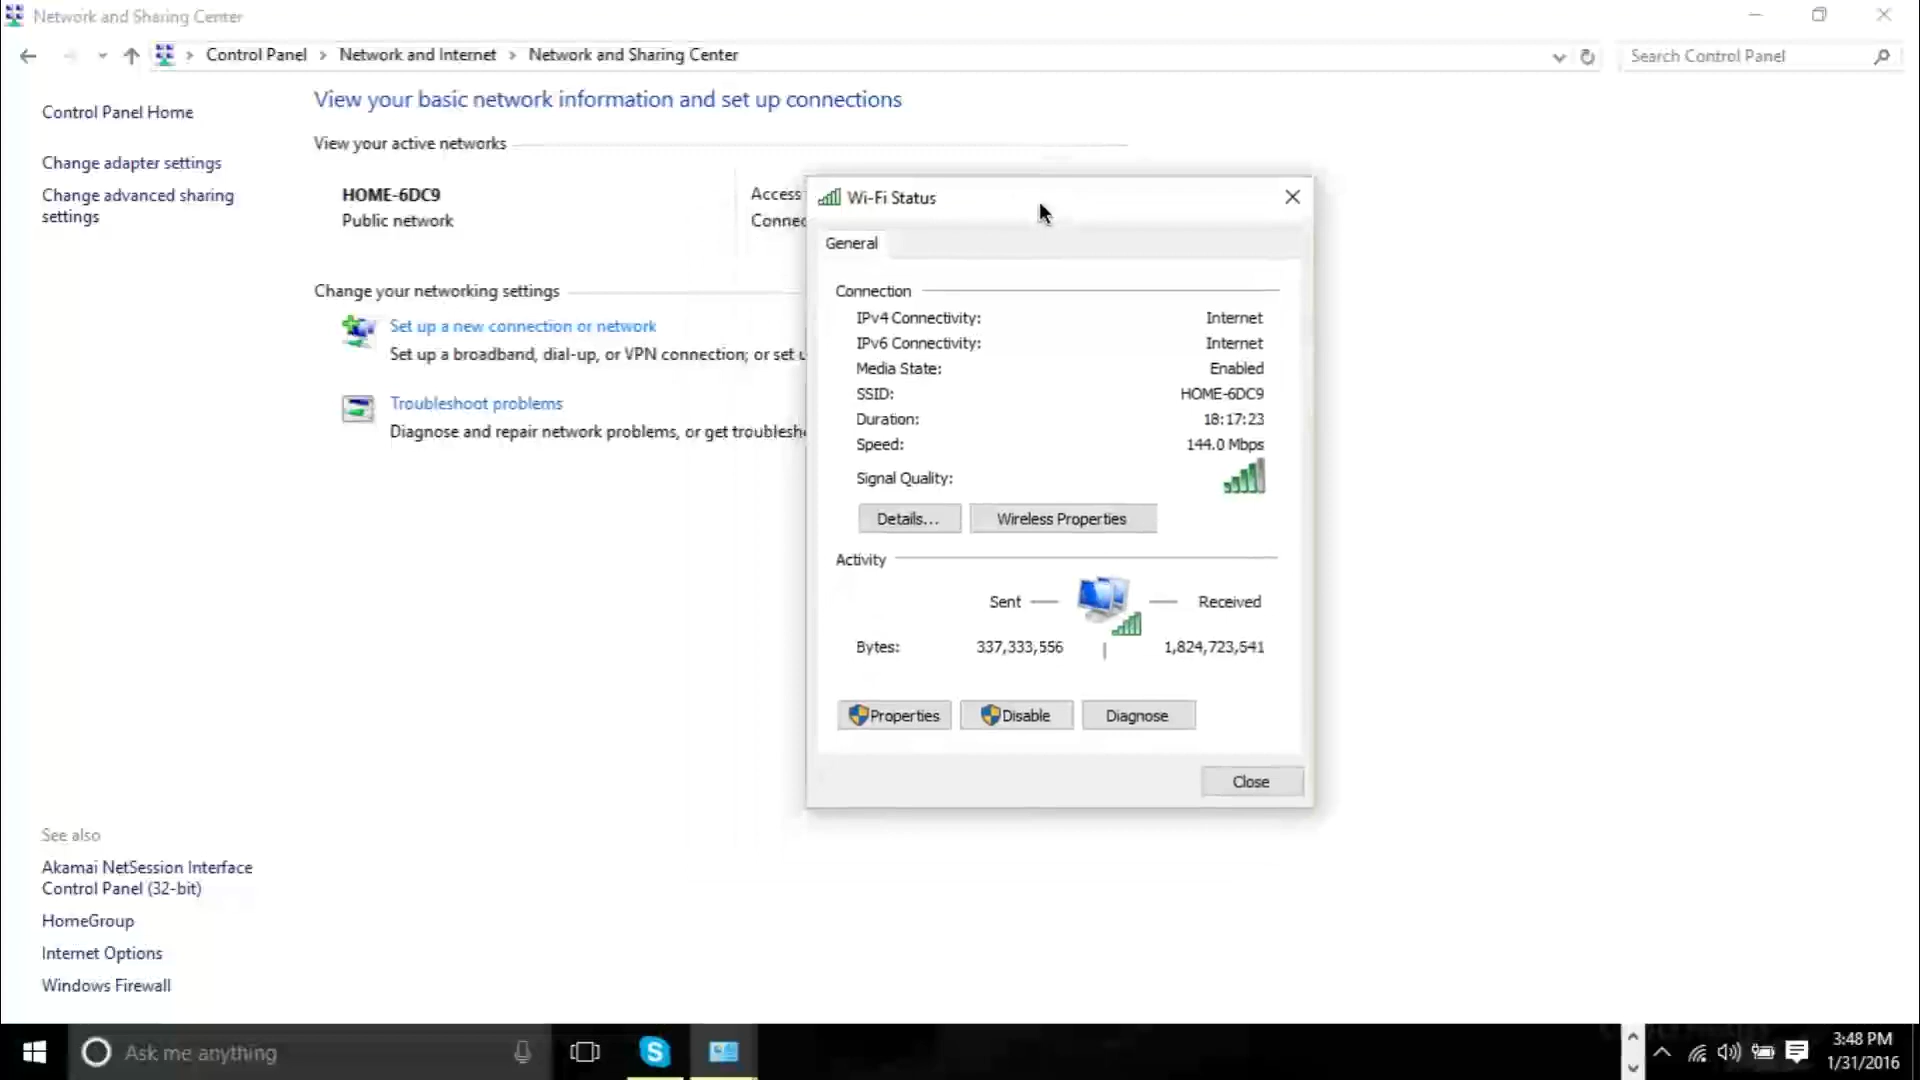 Network and Sharing Center
Control Panel > Network and Internet > Network and Sharing Center
Search Control Panel
Control Panel Home
Change adapter settings
Change advanced sharing
settings
View your basic network information and set up connections
View your active networks
HOME-6DC9
Public network
Access
Connec
Change your networking settings
Set up a new connection or network
Set up a broadband, dial-up, or VPN connection; or set u
Troubleshoot problems
Diagnose and repair network problems, or get troublesh
Wi-Fi Status
General
Connection
IPv4 Connectivity: Internet
IPv6 Connectivity: Internet
Media State: Enabled
SSID: HOME-6DC9
Duration: 18:17:23
Speed: 144.0 Mbps
Signal Quality:
Details... Wireless Properties
Activity
Sent — — Received
Bytes: 337,333,556 | 1,824,723,541
Properties Disable Diagnose
Close
See also
Akamai NetSession Interface
Control Panel (32-bit)
HomeGroup
Internet Options
Windows Firewall
Ask me anything
3:48 PM
1/31/2016